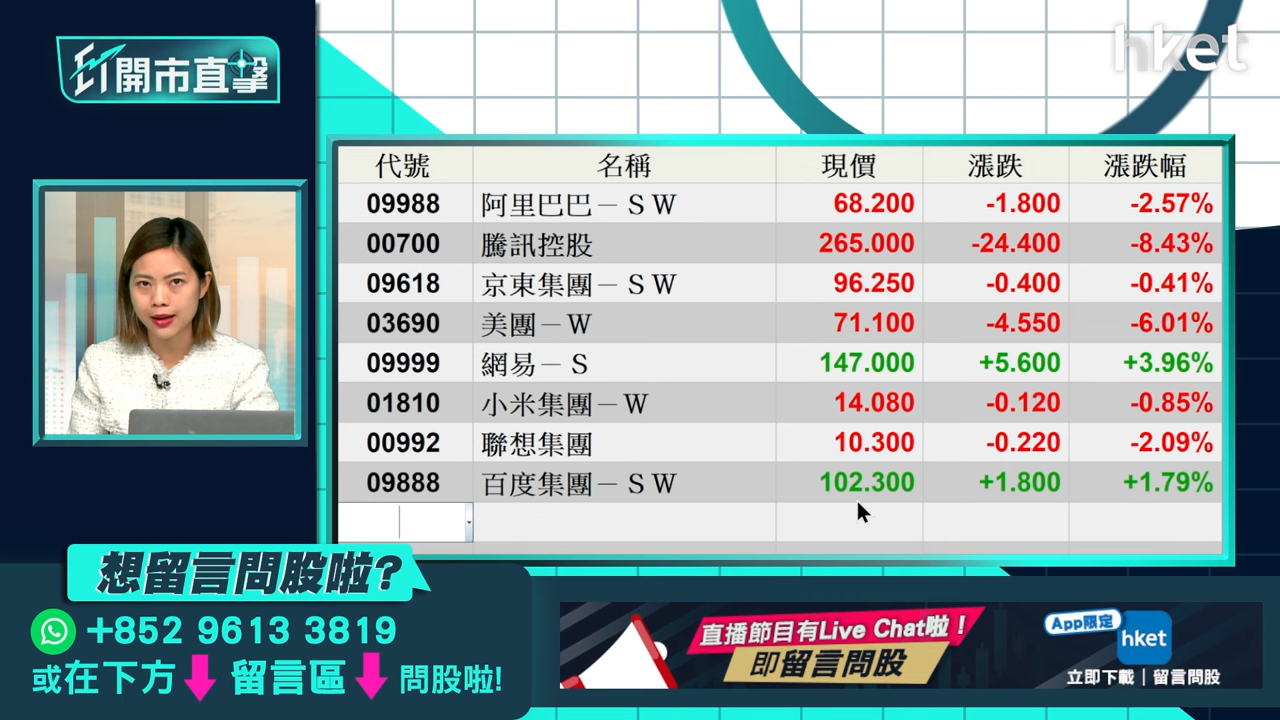 ET開市直擊
hket
代號 名稱 現價 漲跌 漲跌幅
09988 阿里巴巴－ＳＷ 68.200 -1.800 -2.57%
00700 騰訊控股 265.000 -24.400 -8.43%
09618 京東集團－ＳＷ 96.250 -0.400 -0.41%
03690 美團－W 71.100 -4.550 -6.01%
09999 網易－Ｓ 147.000 +5.600 +3.96%
01810 小米集團－W 14.080 -0.120 -0.85%
00992 聯想集團 10.300 -0.220 -2.09%
09888 百度集團－ＳＷ 102.300 +1.800 +1.79%
想留言問股啦?
+852 9613 3819
或在下方 留言區 問股啦!
直播節目有Live Chat啦！
即留言問股
App限定
hket
立即下載｜留言問股